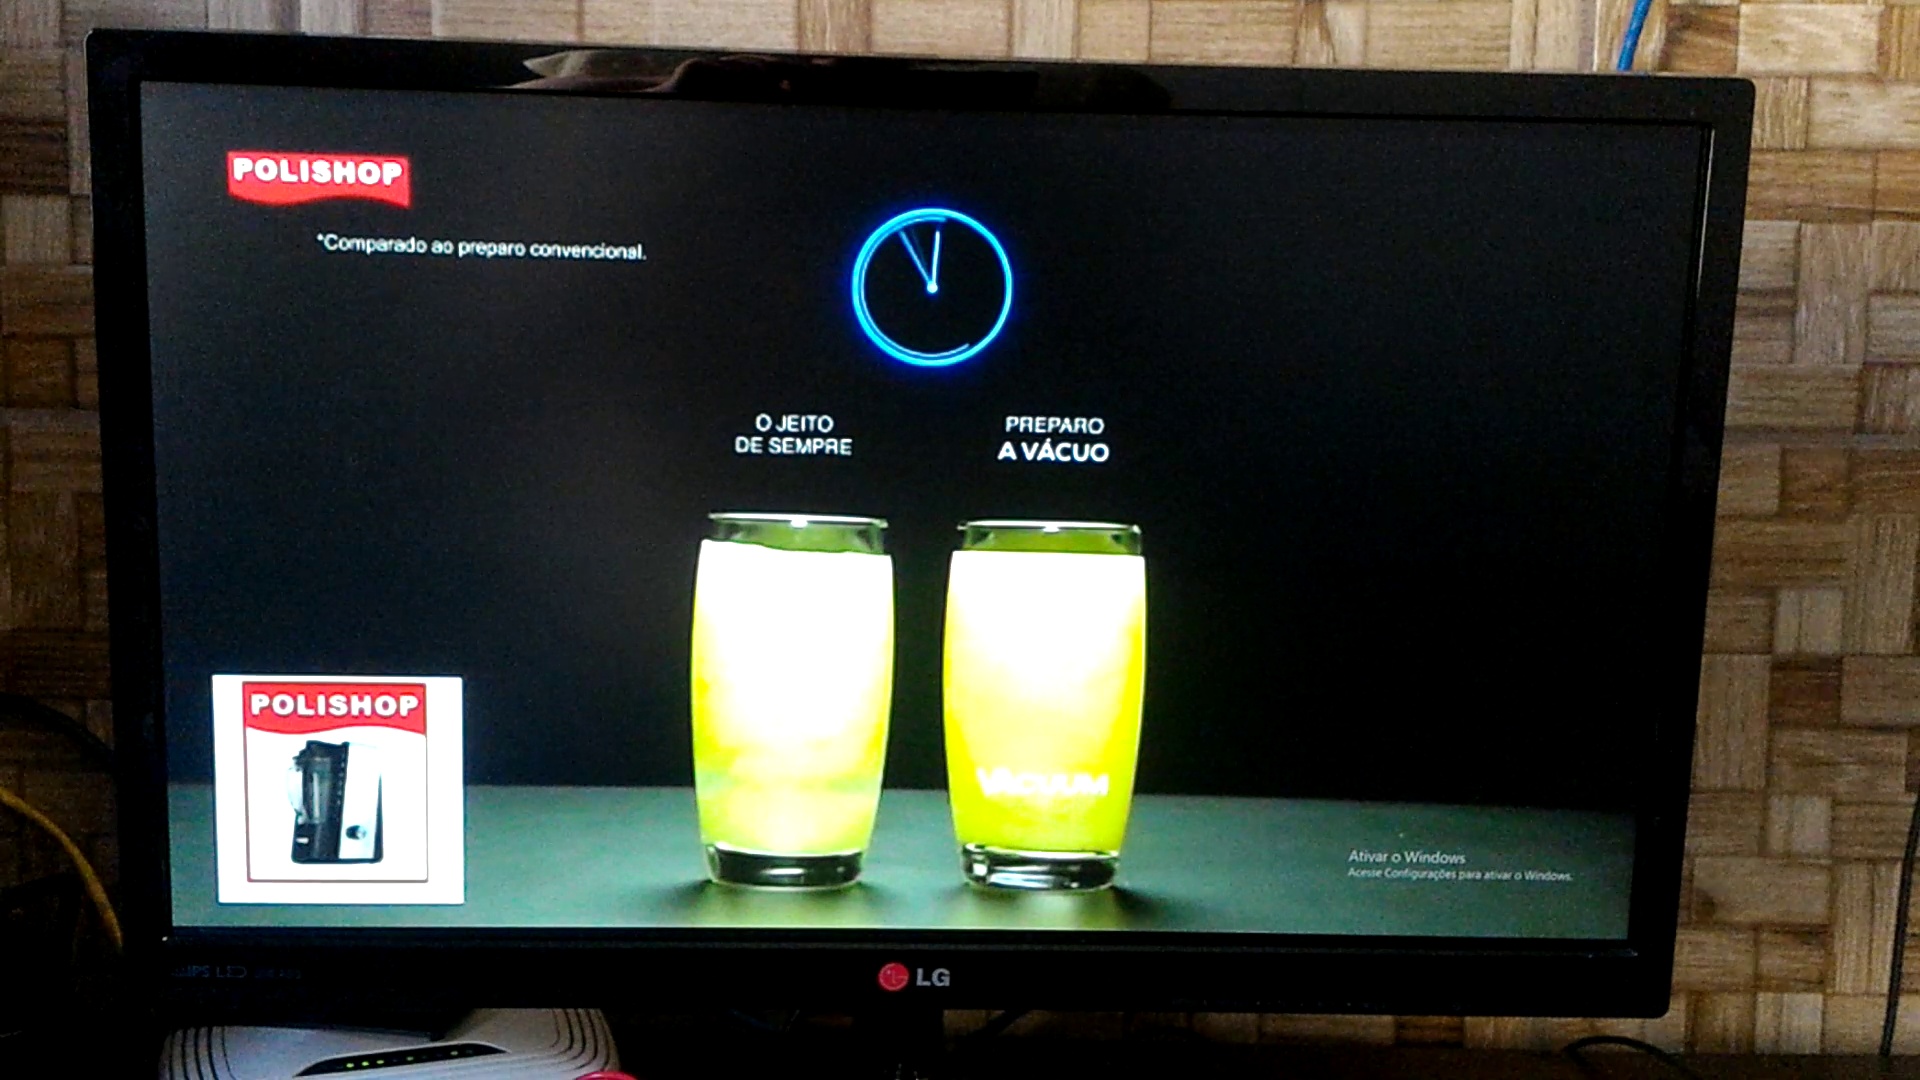 POLISHOP
*Comparado ao preparo convencional.
O JEITO
DE SEMPRE
PREPARO
A VÁCUO
VACUUM
POLISHOP
Ativar o Windows
Acesse Configurações para ativar o Windows.
LED
LG